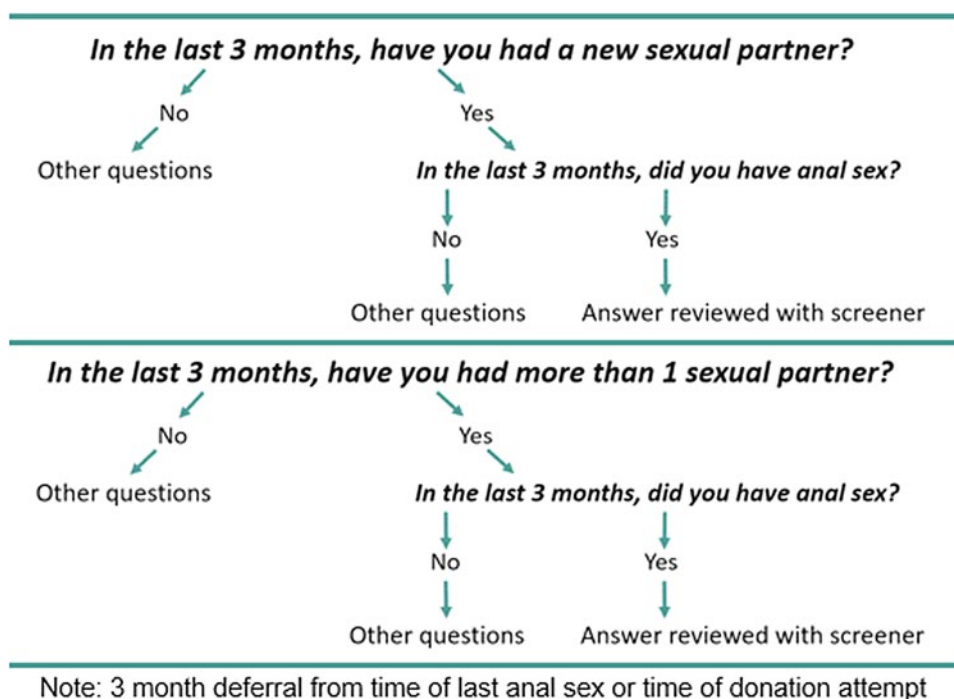 In the last 3 months, have you had a new sexual partner?
No Yes
Other questions In the last 3 months, did you have anal sex?
No Yes
Other questions Answer reviewed with screener
In the last 3 months, have you had more than 1 sexual partner?
No Yes
Other questions In the last 3 months, did you have anal sex?
No Yes
Other questions Answer reviewed with screener
Note: 3 month deferral from time of last anal sex or time of donation attempt